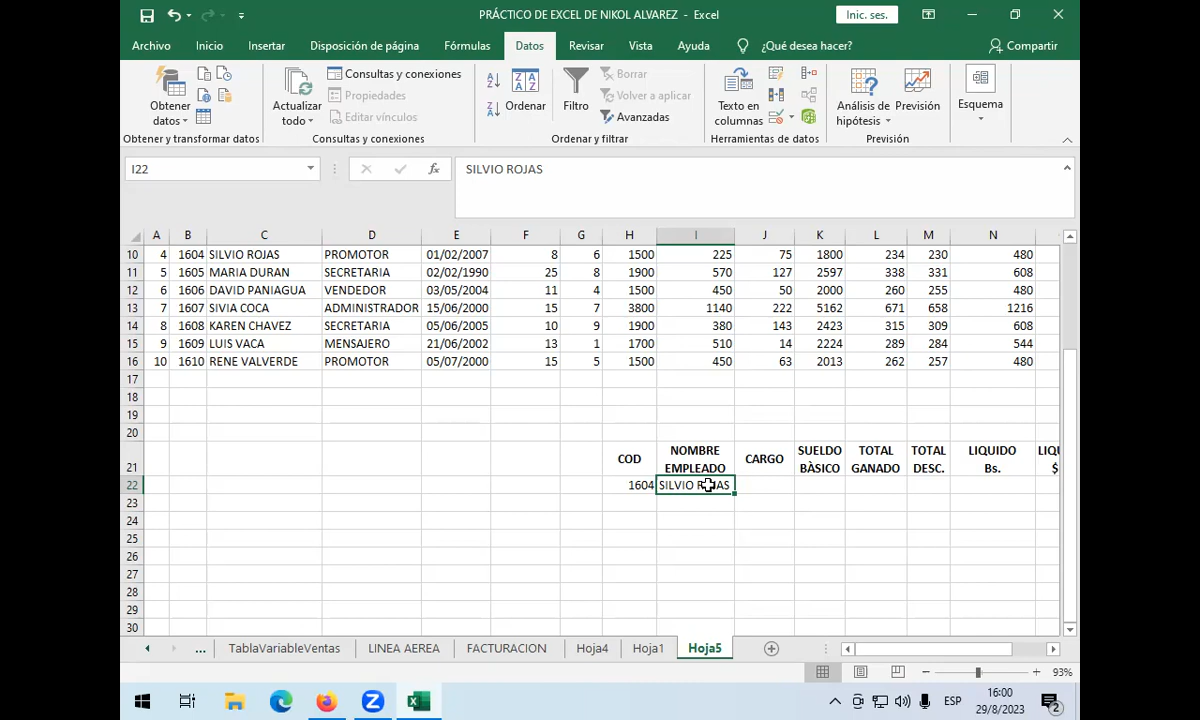 PRÁCTICO DE EXCEL DE NIKOL ALVAREZ - Excel
Inic. ses.
Archivo Inicio Insertar Disposición de página Fórmulas Datos Revisar Vista Ayuda ¿Qué desea hacer? Compartir
Obtener datos
Obtener y transformar datos
Actualizar todo
Consultas y conexiones
Propiedades
Editar vínculos
Consultas y conexiones
Ordenar
Filtro
Borrar
Volver a aplicar
Avanzadas
Ordenar y filtrar
Texto en columnas
Herramientas de datos
Análisis de hipótesis
Previsión
Previsión
Esquema
I22 fx SILVIO ROJAS
A B C D E F G H I J K L M N
10 4 1604 SILVIO ROJAS PROMOTOR 01/02/2007 8 6 1500 225 75 1800 234 230 480
11 5 1605 MARIA DURAN SECRETARIA 02/02/1990 25 8 1900 570 127 2597 338 331 608
12 6 1606 DAVID PANIAGUA VENDEDOR 03/05/2004 11 4 1500 450 50 2000 260 255 480
13 7 1607 SIVIA COCA ADMINISTRADOR 15/06/2000 15 7 3800 1140 222 5162 671 658 1216
14 8 1608 KAREN CHAVEZ SECRETARIA 05/06/2005 10 9 1900 380 143 2423 315 309 608
15 9 1609 LUIS VACA MENSAJERO 21/06/2002 13 1 1700 510 14 2224 289 284 544
16 10 1610 RENE VALVERDE PROMOTOR 05/07/2000 15 5 1500 450 63 2013 262 257 480
17
18
19
20
21 COD NOMBRE EMPLEADO CARGO SUELDO BÀSICO TOTAL GANADO TOTAL DESC. LIQUIDO Bs. LIQU $
22 1604 SILVIO ROJAS
23
24
25
26
27
28
29
30
... TablaVariableVentas LINEA AEREA FACTURACION Hoja4 Hoja1 Hoja5
93%
ESP
16:00
29/8/2023
2